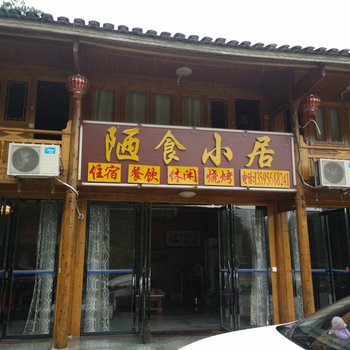 陋食小居
住宿 餐饮 休闲 烧烤